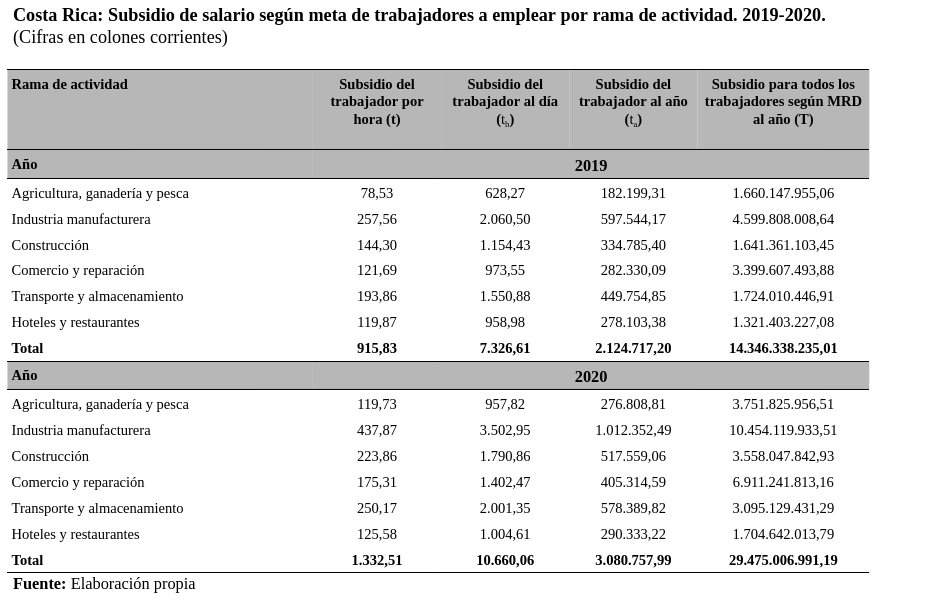 Costa Rica: Subsidio de salario según meta de trabajadores a emplear por rama de actividad. 2019-2020.
(Cifras en colones corrientes)
Rama de actividad Subsidio del trabajador por hora (t) Subsidio del trabajador al día (th) Subsidio del trabajador al año (ta) Subsidio para todos los trabajadores según MRD al año (T)
Año 2019
Agricultura, ganadería y pesca 78,53 628,27 182.199,31 1.660.147.955,06
Industria manufacturera 257,56 2.060,50 597.544,17 4.599.808.008,64
Construcción 144,30 1.154,43 334.785,40 1.641.361.103,45
Comercio y reparación 121,69 973,55 282.330,09 3.399.607.493,88
Transporte y almacenamiento 193,86 1.550,88 449.754,85 1.724.010.446,91
Hoteles y restaurantes 119,87 958,98 278.103,38 1.321.403.227,08
Total 915,83 7.326,61 2.124.717,20 14.346.338.235,01
Año 2020
Agricultura, ganadería y pesca 119,73 957,82 276.808,81 3.751.825.956,51
Industria manufacturera 437,87 3.502,95 1.012.352,49 10.454.119.933,51
Construcción 223,86 1.790,86 517.559,06 3.558.047.842,93
Comercio y reparación 175,31 1.402,47 405.314,59 6.911.241.813,16
Transporte y almacenamiento 250,17 2.001,35 578.389,82 3.095.129.431,29
Hoteles y restaurantes 125,58 1.004,61 290.333,22 1.704.642.013,79
Total 1.332,51 10.660,06 3.080.757,99 29.475.006.991,19
Fuente: Elaboración propia